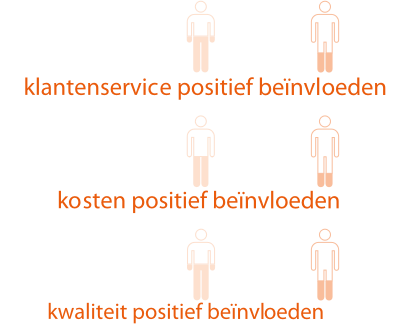 klantenservice positief beïnvloeden
kosten positief beïnvloeden
kwaliteit positief beïnvloeden